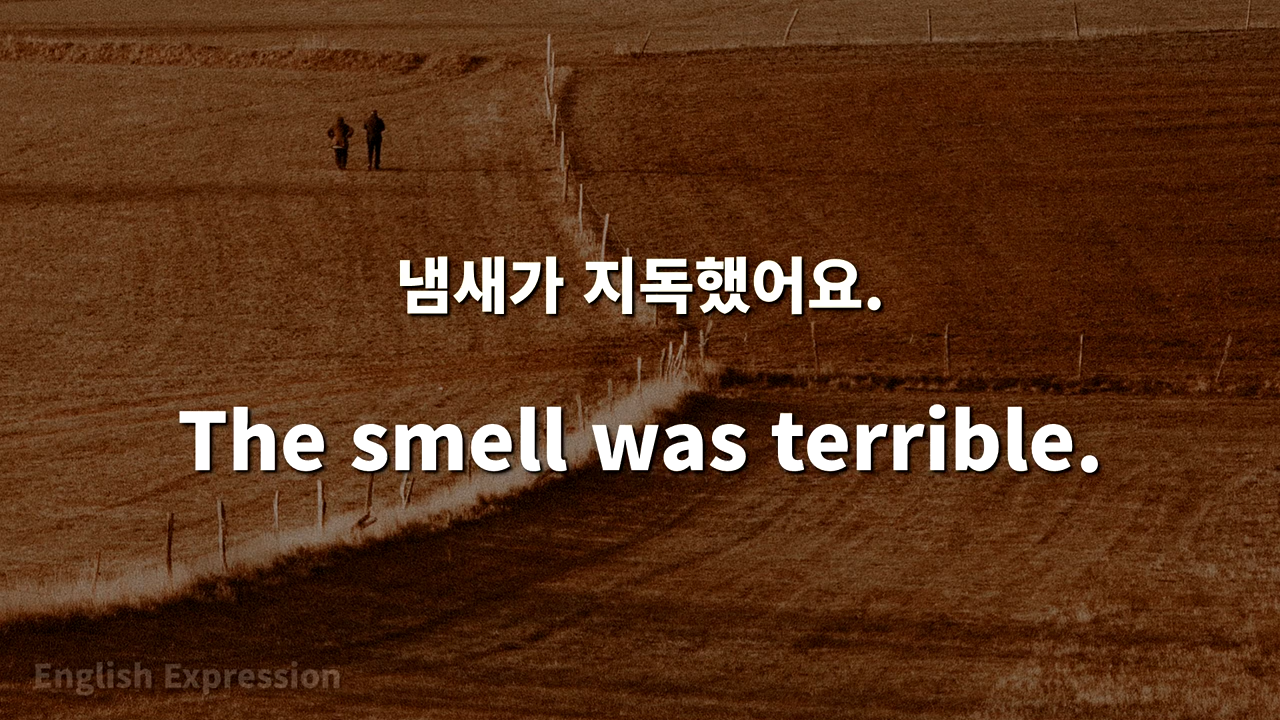 냄새가 지독했어요.
The smell was terrible.
English Expression